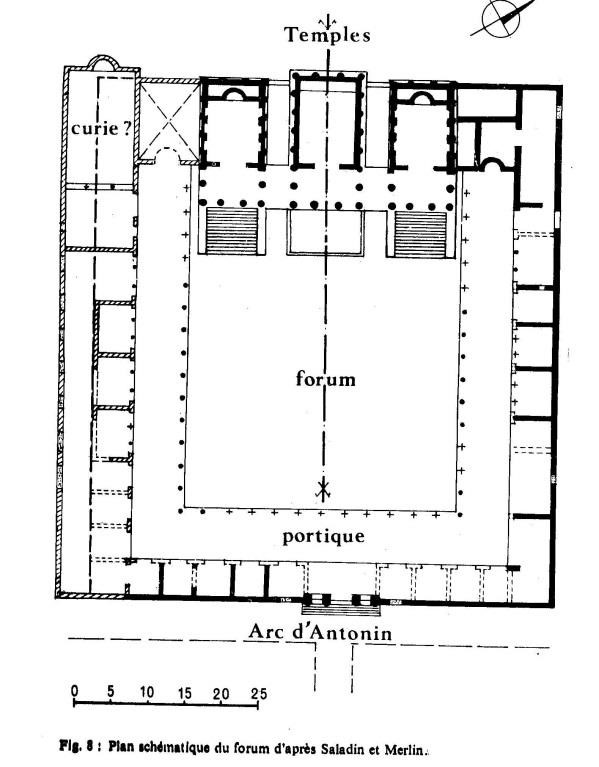 Temples
curie ?
forum
portique
Arc d'Antonin
0 5 10 15 20 25
Fig. 8 : Plan schématique du forum d'après Saladin et Merlin.